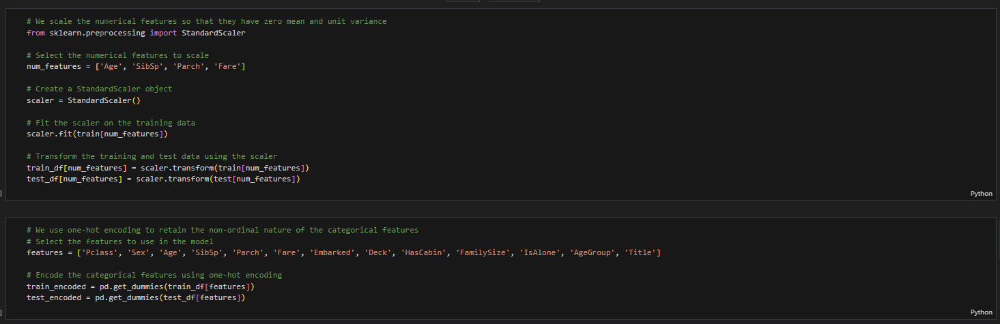 # We scale the numerical features so that they have zero mean and unit variance
from sklearn.preprocessing import StandardScaler
# Select the numerical features to scale
num_features = ['Age', 'SibSp', 'Parch', 'Fare']
# Create a StandardScaler object
scaler = StandardScaler()
# Fit the scaler on the training data
scaler.fit(train[num_features])
# Transform the training and test data using the scaler
train_df[num_features] = scaler.transform(train[num_features])
test_df[num_features] = scaler.transform(test[num_features])
]
Python
# We use one-hot encoding to retain the non-ordinal nature of the categorical features
# Select the features to use in the model
features = ['Pclass', 'Sex', 'Age', 'SibSp', 'Parch', 'Fare', 'Embarked', 'Deck', 'HasCabin', 'FamilySize', 'IsAlone', 'AgeGroup', 'Title']
# Encode the categorical features using one-hot encoding
train_encoded = pd.get_dummies(train_df[features])
test_encoded = pd.get_dummies(test_df[features])
]
Python